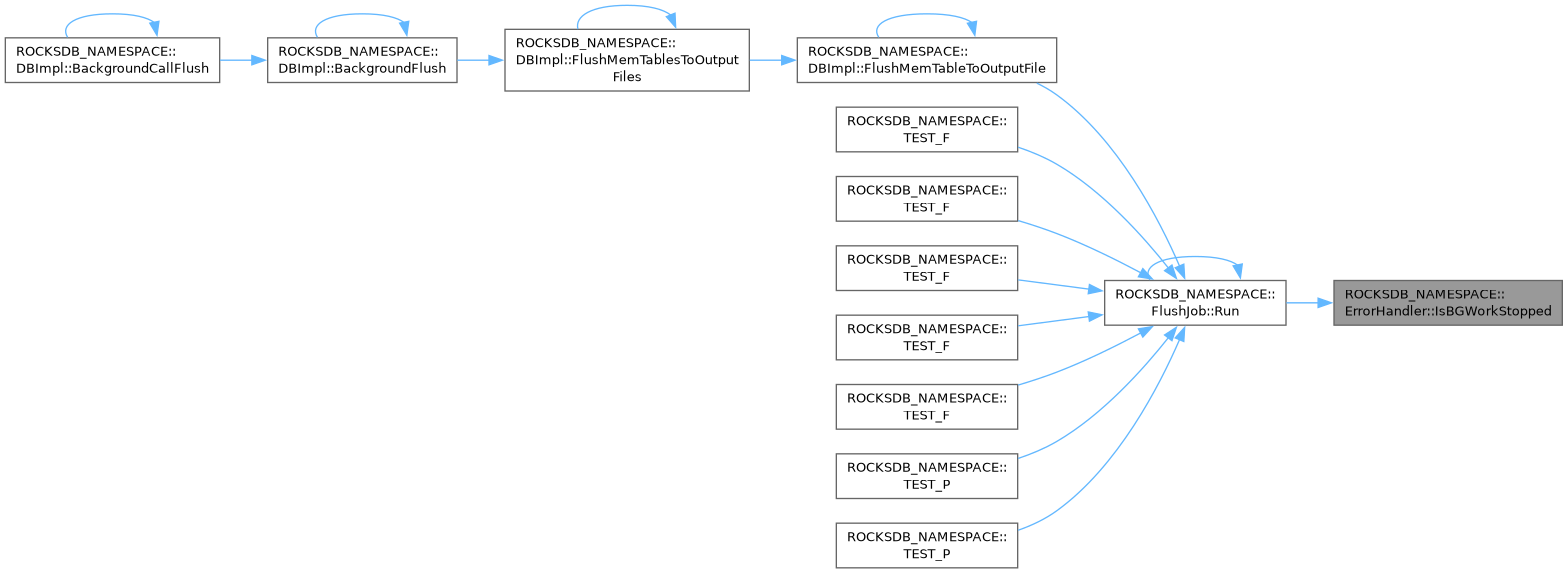 ROCKSDB_NAMESPACE::
DBImpl::BackgroundCallFlush
ROCKSDB_NAMESPACE::
DBImpl::BackgroundFlush
ROCKSDB_NAMESPACE::
DBImpl::FlushMemTablesToOutput
Files
ROCKSDB_NAMESPACE::
DBImpl::FlushMemTableToOutputFile
ROCKSDB_NAMESPACE::
TEST_F
ROCKSDB_NAMESPACE::
TEST_F
ROCKSDB_NAMESPACE::
TEST_F
ROCKSDB_NAMESPACE::
TEST_F
ROCKSDB_NAMESPACE::
TEST_F
ROCKSDB_NAMESPACE::
TEST_P
ROCKSDB_NAMESPACE::
TEST_P
ROCKSDB_NAMESPACE::
FlushJob::Run
ROCKSDB_NAMESPACE::
ErrorHandler::IsBGWorkStopped